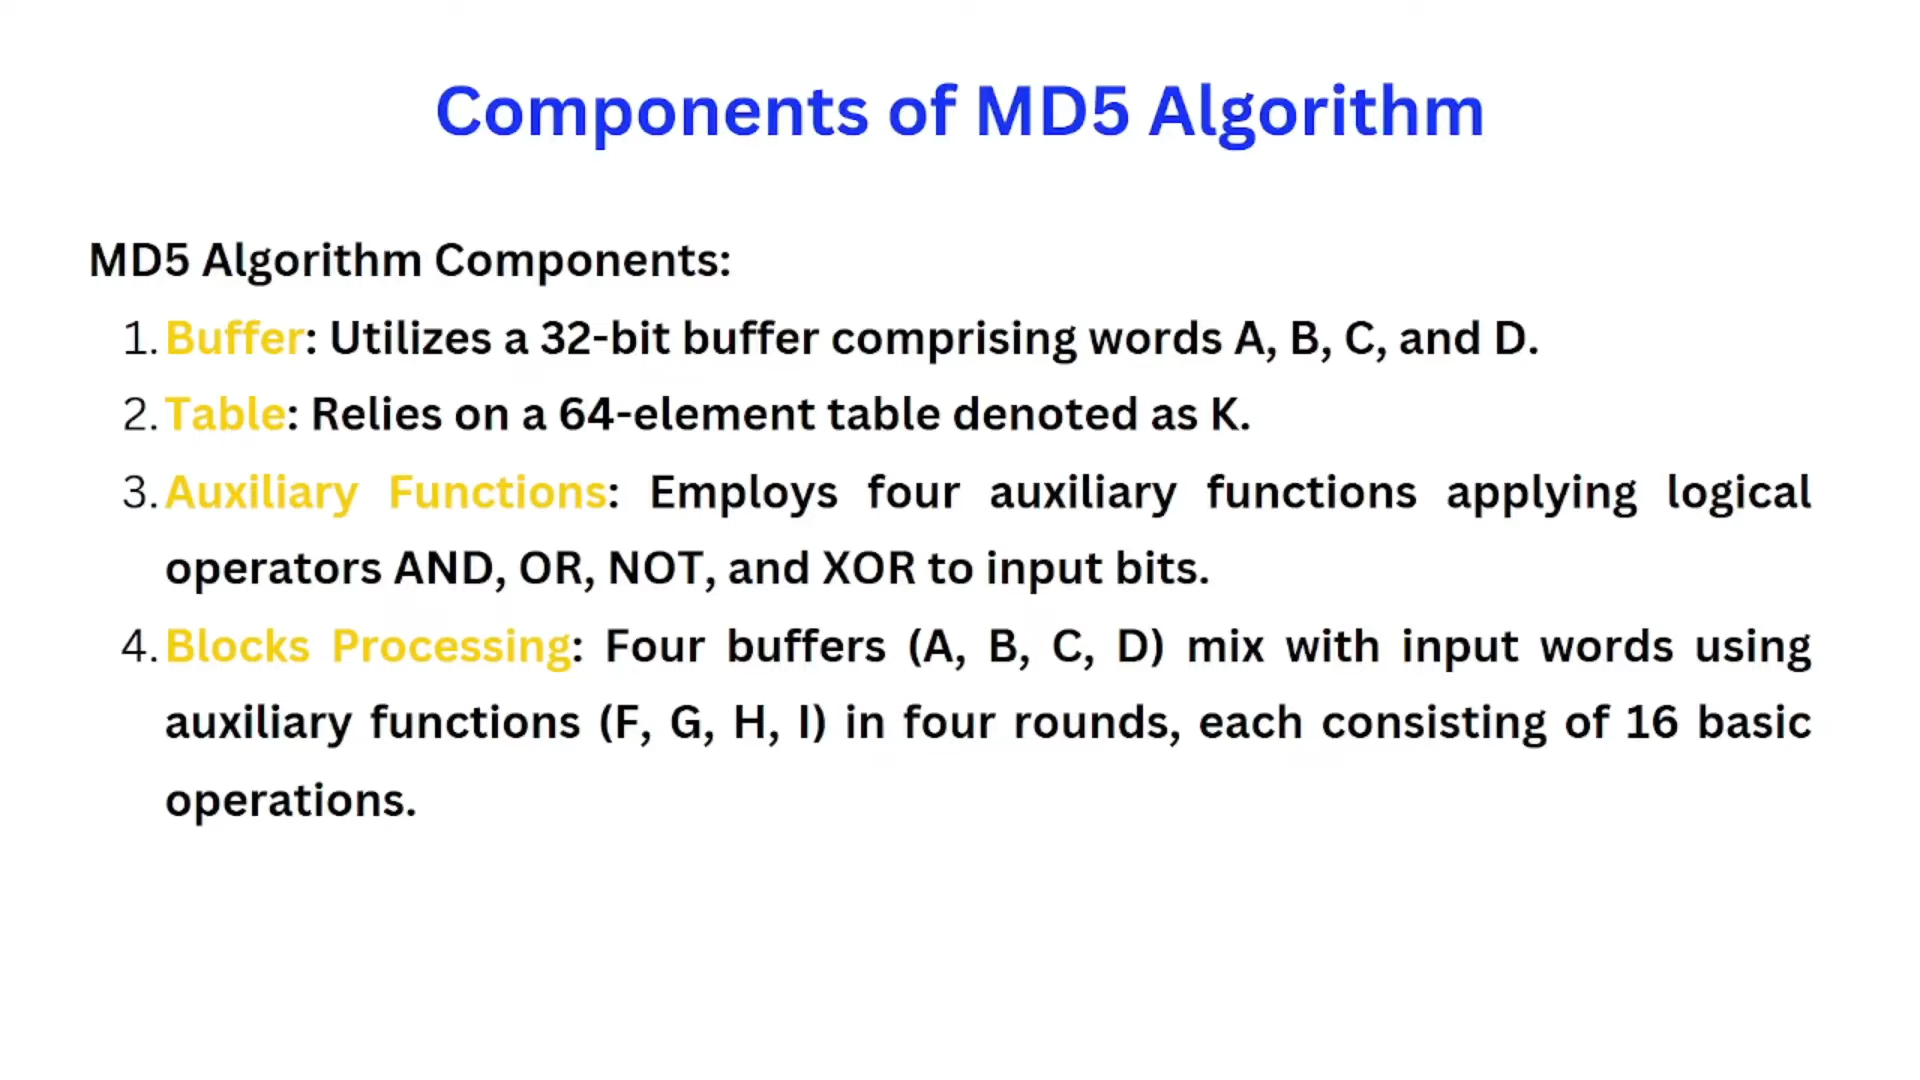 Components of MD5 Algorithm
MD5 Algorithm Components:
1. Buffer: Utilizes a 32-bit buffer comprising words A, B, C, and D.
2. Table: Relies on a 64-element table denoted as K.
3. Auxiliary Functions: Employs four auxiliary functions applying logical
operators AND, OR, NOT, and XOR to input bits.
4. Blocks Processing: Four buffers (A, B, C, D) mix with input words using
auxiliary functions (F, G, H, I) in four rounds, each consisting of 16 basic
operations.